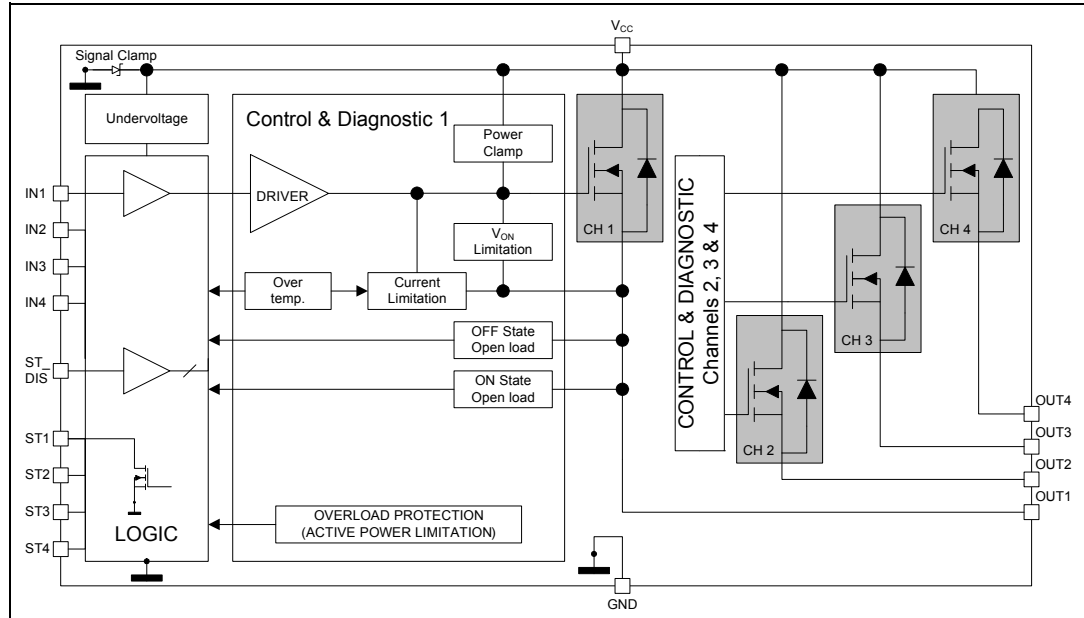 VCC
Signal Clamp
Undervoltage
Control & Diagnostic 1
Power
Clamp
IN1
IN2
IN3
IN4
DRIVER
VON
Limitation
Over
temp.
Current
Limitation
OFF State
Open load
ON State
Open load
ST_
DIS
ST1
ST2
ST3
ST4
LOGIC
OVERLOAD PROTECTION
(ACTIVE POWER LIMITATION)
CH 1
CONTROL & DIAGNOSTIC
Channels 2, 3 & 4
CH 4
CH 3
CH 2
OUT4
OUT3
OUT2
OUT1
GND